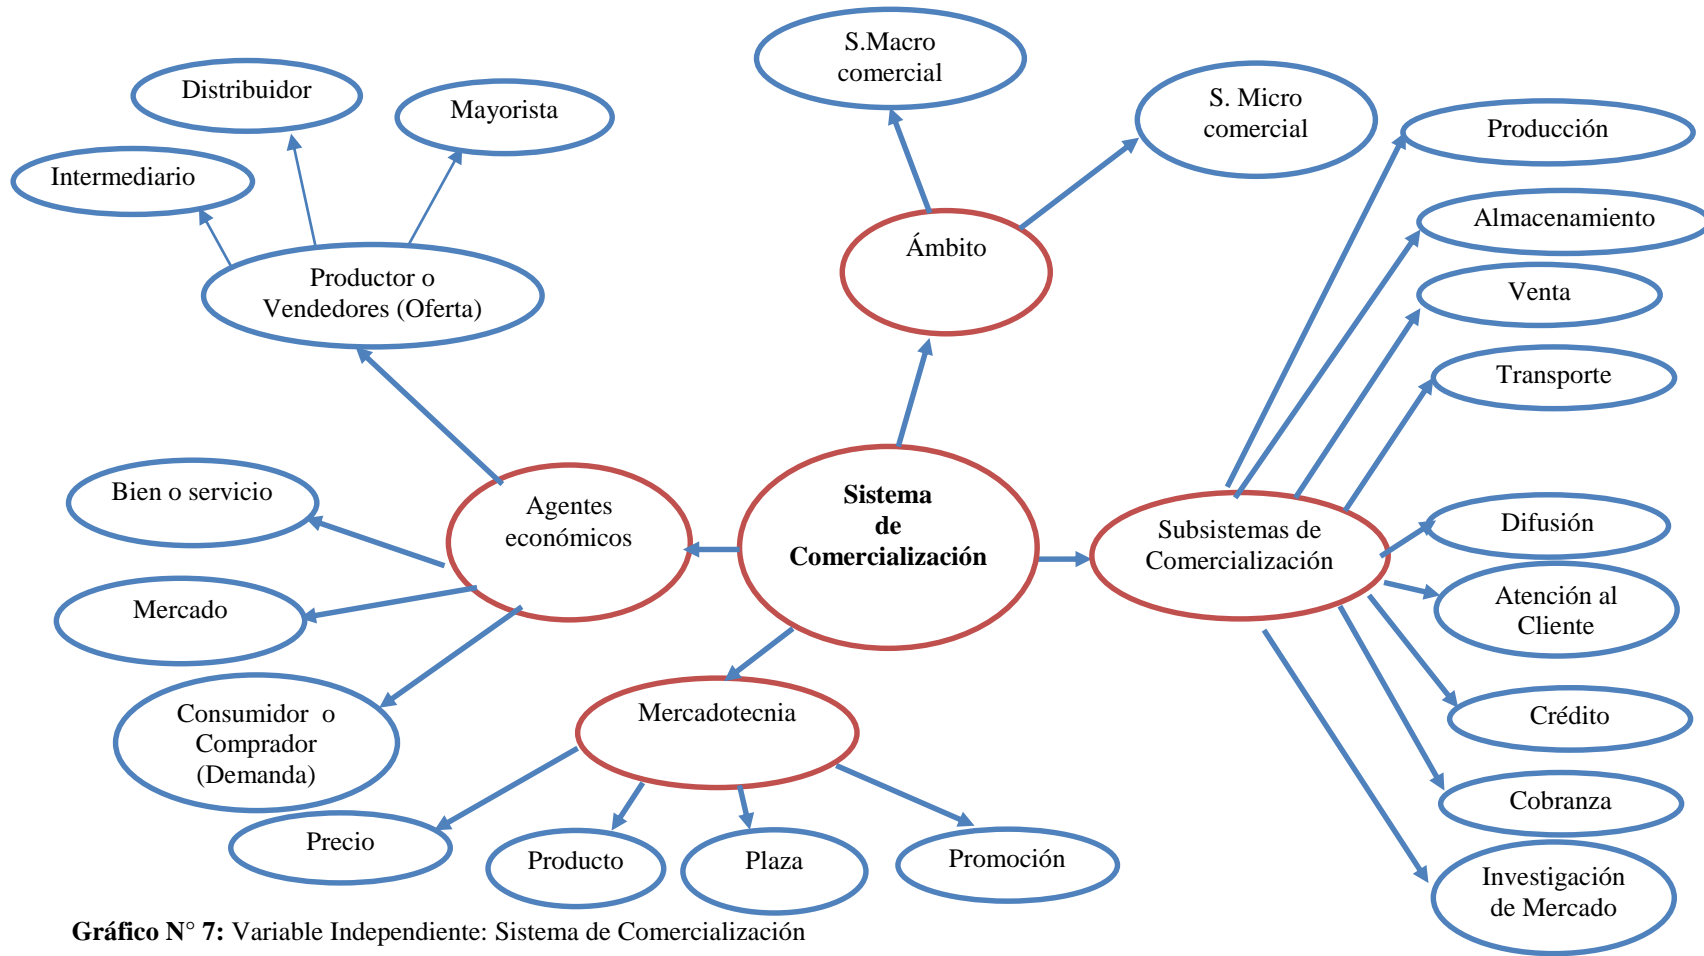 S.Macro
comercial
S. Micro
comercial
Distribuidor
Mayorista
Intermediario
Productor o
Vendedores (Oferta)
Ámbito
Producción
Almacenamiento
Venta
Transporte
Bien o servicio
Agentes
económicos
Sistema
de
Comercialización
Subsistemas de
Comercialización
Difusión
Atención al
Cliente
Mercado
Consumidor o
Comprador
(Demanda)
Mercadotecnia
Crédito
Cobranza
Precio
Producto
Plaza
Promoción
Investigación
de Mercado
Gráfico N° 7: Variable Independiente: Sistema de Comercialización